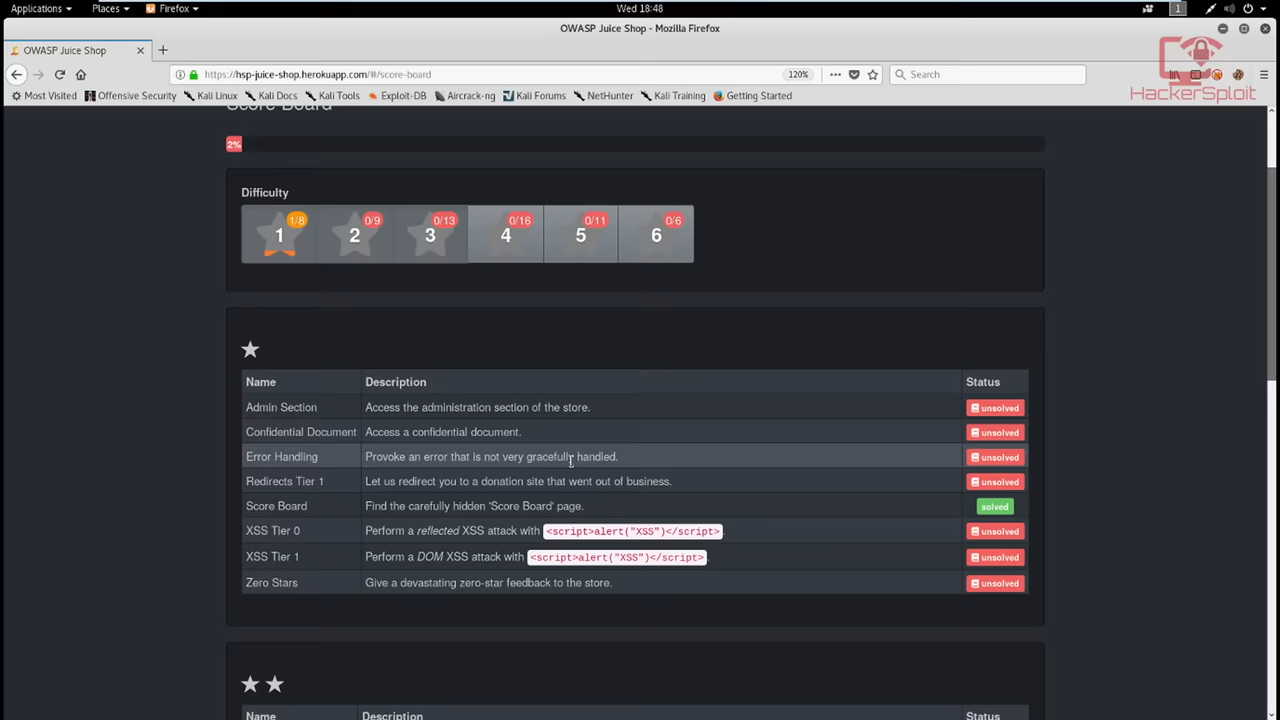 Applications Places Firefox Wed 18:48 1
OWASP Juice Shop - Mozilla Firefox
OWASP Juice Shop
https://hsp-juice-shop.herokuapp.com/#/score-board 120% Search
HackerSploit
Most Visited Offensive Security Kali Linux Kali Docs Kali Tools Exploit-DB Aircrack-ng Kali Forums NetHunter Kali Training Getting Started
Score Board
2%
Difficulty
1 1/8 2 0/9 3 0/13 4 0/16 5 0/11 6 0/6
Name Description Status
Admin Section Access the administration section of the store. unsolved
Confidential Document Access a confidential document. unsolved
Error Handling Provoke an error that is not very gracefully handled. unsolved
Redirects Tier 1 Let us redirect you to a donation site that went out of business. unsolved
Score Board Find the carefully hidden 'Score Board' page. solved
XSS Tier 0 Perform a reflected XSS attack with <script>alert("XSS")</script>. unsolved
XSS Tier 1 Perform a DOM XSS attack with <script>alert("XSS")</script>. unsolved
Zero Stars Give a devastating zero-star feedback to the store. unsolved
Name Description Status